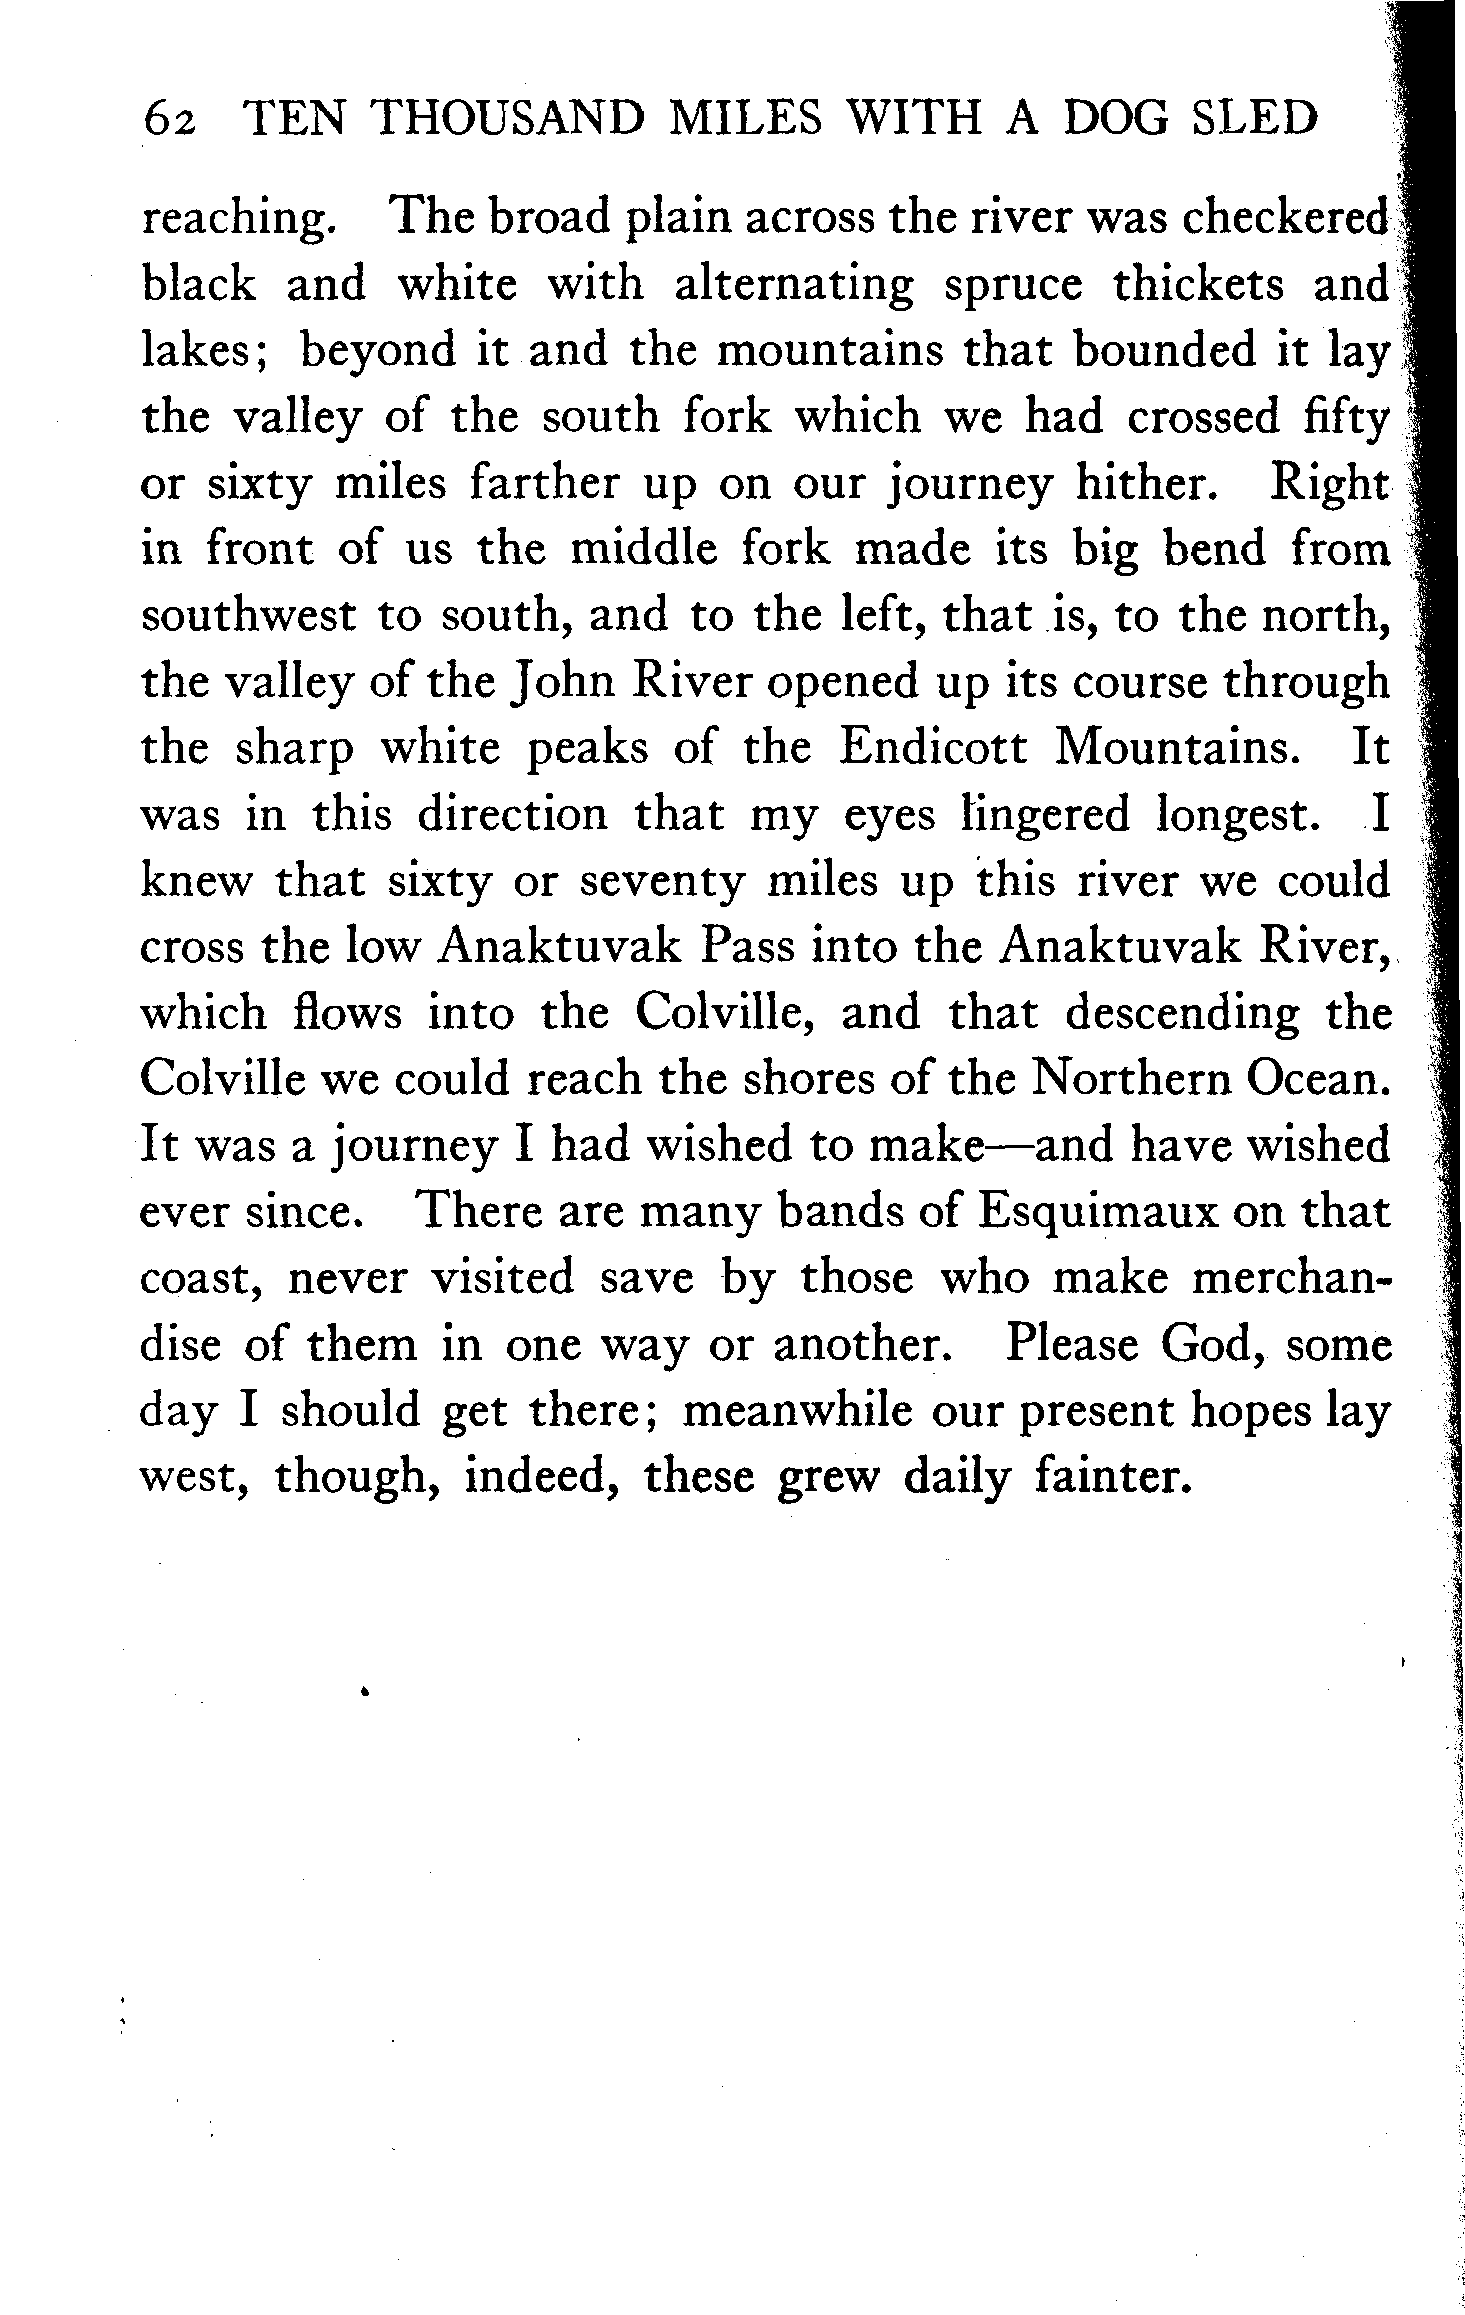 62 TEN THOUSAND MILES WITH A DOG SLED
reaching. The broad plain across the river was checkered
black and white with alternating spruce thickets and
lakes; beyond it and the mountains that bounded it lay
the valley of the south fork which we had crossed fifty
or sixty miles farther up on our journey hither. Right
in front of us the middle fork made its big bend from
southwest to south, and to the left, that is, to the north,
the valley of the John River opened up its course through
the sharp white peaks of the Endicott Mountains. It
was in this direction that my eyes lingered longest. I
knew that sixty or seventy miles up this river we could
cross the low Anaktuvak Pass into the Anaktuvak River,
which flows into the Colville, and that descending the
Colville we could reach the shores of the Northern Ocean.
It was a journey I had wished to make—and have wished
ever since. There are many bands of Esquimaux on that
coast, never visited save by those who make merchan-
dise of them in one way or another. Please God, some
day I should get there; meanwhile our present hopes lay
west, though, indeed, these grew daily fainter.